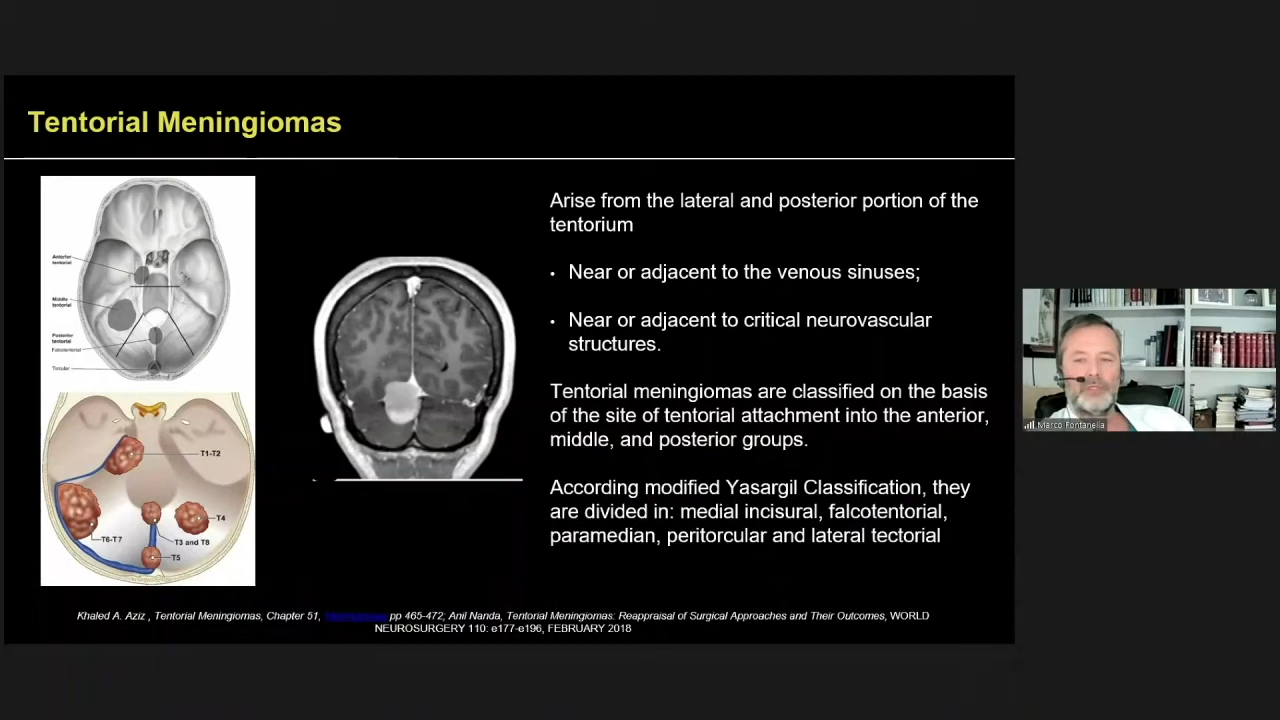 Tentorial Meningiomas
Anterior
tentorial
Middle
tentorial
Posterior
tentorial
Falcotentorial
Torcular
T1-T2
T4
T6-T7
T3 and T8
T5
Arise from the lateral and posterior portion of the
tentorium
• Near or adjacent to the venous sinuses;
• Near or adjacent to critical neurovascular
structures.
Tentorial meningiomas are classified on the basis
of the site of tentorial attachment into the anterior,
middle, and posterior groups.
According modified Yasargil Classification, they
are divided in: medial incisural, falcotentorial,
paramedian, peritorcular and lateral tectorial
Khaled A. Aziz , Tentorial Meningiomas, Chapter 51, pp 465-472; Anil Nanda, Tentorial Meningiomas: Reappraisal of Surgical Approaches and Their Outcomes, WORLD
NEUROSURGERY 110: e177-e196, FEBRUARY 2018
Marco Fontanella